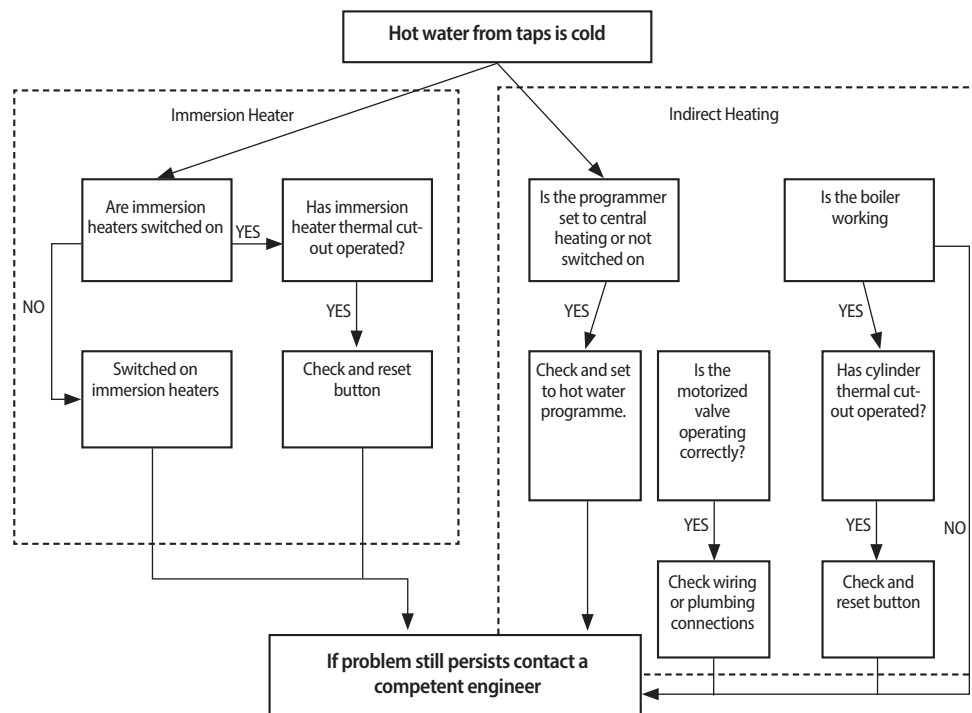 Hot water from taps is cold
Immersion Heater
Indirect Heating
Are immersion
heaters switched on
YES
Has immersion
heater thermal cut-
out operated?
Is the programmer
set to central
heating or not
switched on
Is the boiler
working
NO
YES
YES
YES
Switched on
immersion heaters
Check and reset
button
Check and set
to hot water
programme.
Is the
motorized
valve
operating
correctly?
Has cylinder
thermal cut-
out operated?
YES
YES
NO
Check wiring
or plumbing
connections
Check and
reset button
If problem still persists contact a
competent engineer